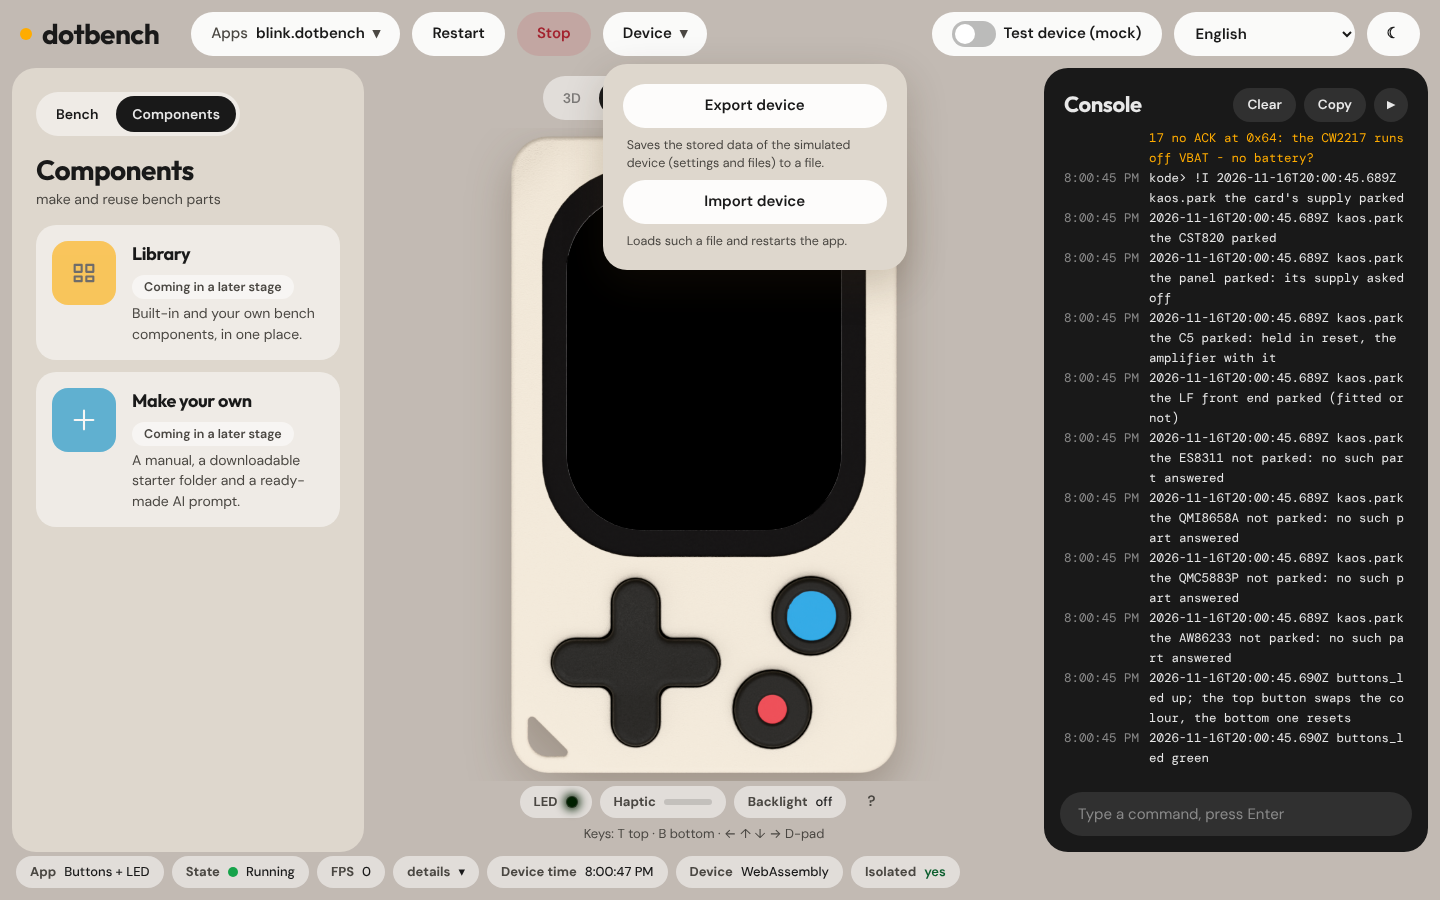 dotbench
Apps blink.dotbench ▼
Restart
Stop
Device ▼
Test device (mock)
English
Bench
Components
Components
make and reuse bench parts
Library
Coming in a later stage
Built-in and your own bench
components, in one place.
Make your own
Coming in a later stage
A manual, a downloadable
starter folder and a ready-
made AI prompt.
3D
Export device
Saves the stored data of the simulated
device (settings and files) to a file.
Import device
Loads such a file and restarts the app.
LED
Haptic
Backlight off
?
Keys: T top · B bottom · ← ↑ ↓ → D-pad
Console
Clear
Copy
17 no ACK at 0x64: the CW2217 runs
off VBAT - no battery?
8:00:45 PM kode> !I 2026-11-16T20:00:45.689Z
kaos.park the card's supply parked
8:00:45 PM 2026-11-16T20:00:45.689Z kaos.park
the CST820 parked
8:00:45 PM 2026-11-16T20:00:45.689Z kaos.park
the panel parked: its supply asked
off
8:00:45 PM 2026-11-16T20:00:45.689Z kaos.park
the C5 parked: held in reset, the
amplifier with it
8:00:45 PM 2026-11-16T20:00:45.689Z kaos.park
the LF front end parked (fitted or
not)
8:00:45 PM 2026-11-16T20:00:45.689Z kaos.park
the ES8311 not parked: no such par
t answered
8:00:45 PM 2026-11-16T20:00:45.689Z kaos.park
the QMI8658A not parked: no such p
art answered
8:00:45 PM 2026-11-16T20:00:45.689Z kaos.park
the QMC5883P not parked: no such p
art answered
8:00:45 PM 2026-11-16T20:00:45.689Z kaos.park
the AW86233 not parked: no such pa
rt answered
8:00:45 PM 2026-11-16T20:00:45.690Z buttons_l
ed up; the top button swaps the co
lour, the bottom one resets
8:00:45 PM 2026-11-16T20:00:45.690Z buttons_l
ed green
Type a command, press Enter
App Buttons + LED
State Running
FPS 0
details ▼
Device time 8:00:47 PM
Device WebAssembly
Isolated yes